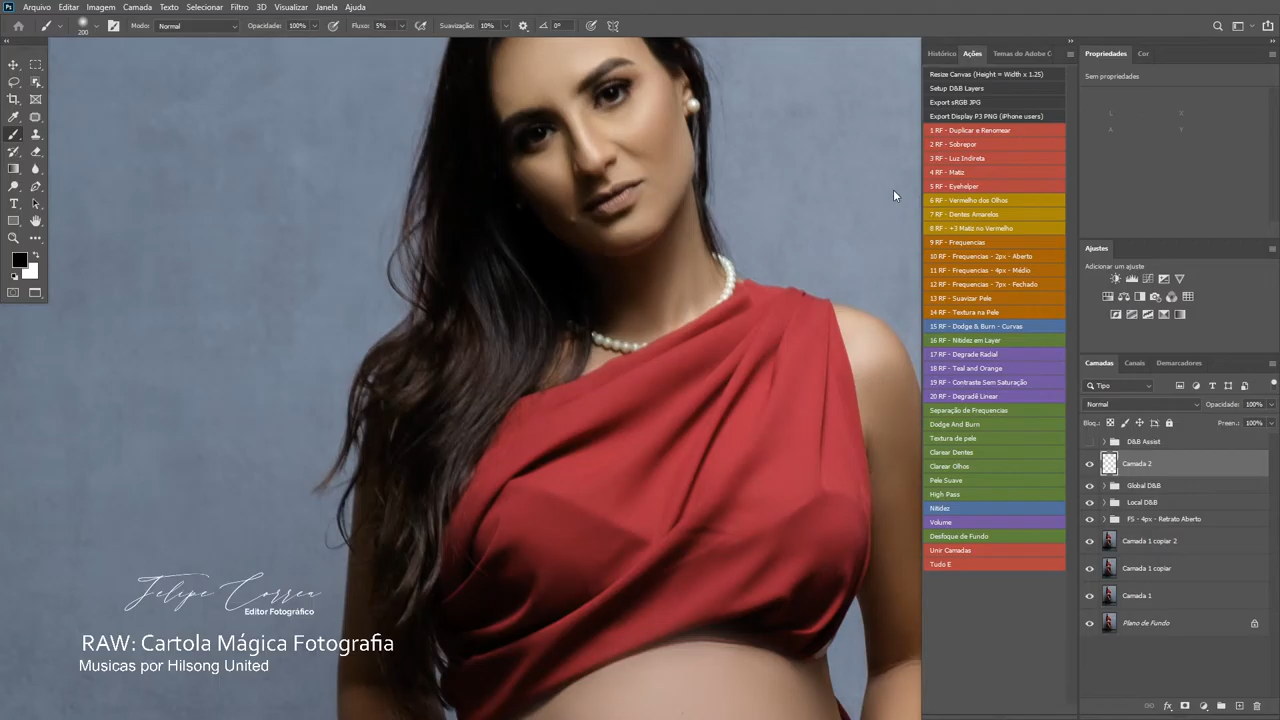 Arquivo Editar Imagem Camada Texto Selecionar Filtro 3D Visualizar Janela Ajuda
200 Modo: Normal Opacidade: 100% Fluxo: 5% Suavização: 10% 0°
Histórico Ações Temas do Adobe C
Resize Canvas (Height = Width x 1.25)
Setup D&B Layers
Export sRGB JPG
Export Display P3 PNG (iPhone users)
1 RF - Duplicar e Renomear
2 RF - Sobrepor
3 RF - Luz Indireta
4 RF - Matiz
5 RF - Eyehelper
6 RF - Vermelho dos Olhos
7 RF - Dentes Amarelos
8 RF - +3 Matiz no Vermelho
9 RF - Frequencias
10 RF - Frequencias - 2px - Aberto
11 RF - Frequencias - 4px - Médio
12 RF - Frequencias - 7px - Fechado
13 RF - Suavizar Pele
14 RF - Textura na Pele
15 RF - Dodge & Burn - Curvas
16 RF - Nitidez em Layer
17 RF - Degrade Radial
18 RF - Teal and Orange
19 RF - Contraste Sem Saturação
20 RF - Degradê Linear
Separação de Frequencias
Dodge And Burn
Textura de pele
Clarear Dentes
Clarear Olhos
Pele Suave
High Pass
Nitidez
Volume
Desfoque de Fundo
Unir Camadas
Tudo E
Propriedades Cor
Sem propriedades
L X
A Y
Ajustes
Adicionar um ajuste
Camadas Canais Demarcadores
Tipo
Normal Opacidade: 100%
Bloq.: Preen.: 100%
D&B Assist
Camada 2
Global D&B
Local D&B
FS - 4px - Retrato Aberto
Camada 1 copiar 2
Camada 1 copiar
Camada 1
Plano de Fundo
Felipe Correa
Editor Fotográfico
RAW: Cartola Mágica Fotografia
Musicas por Hilsong United